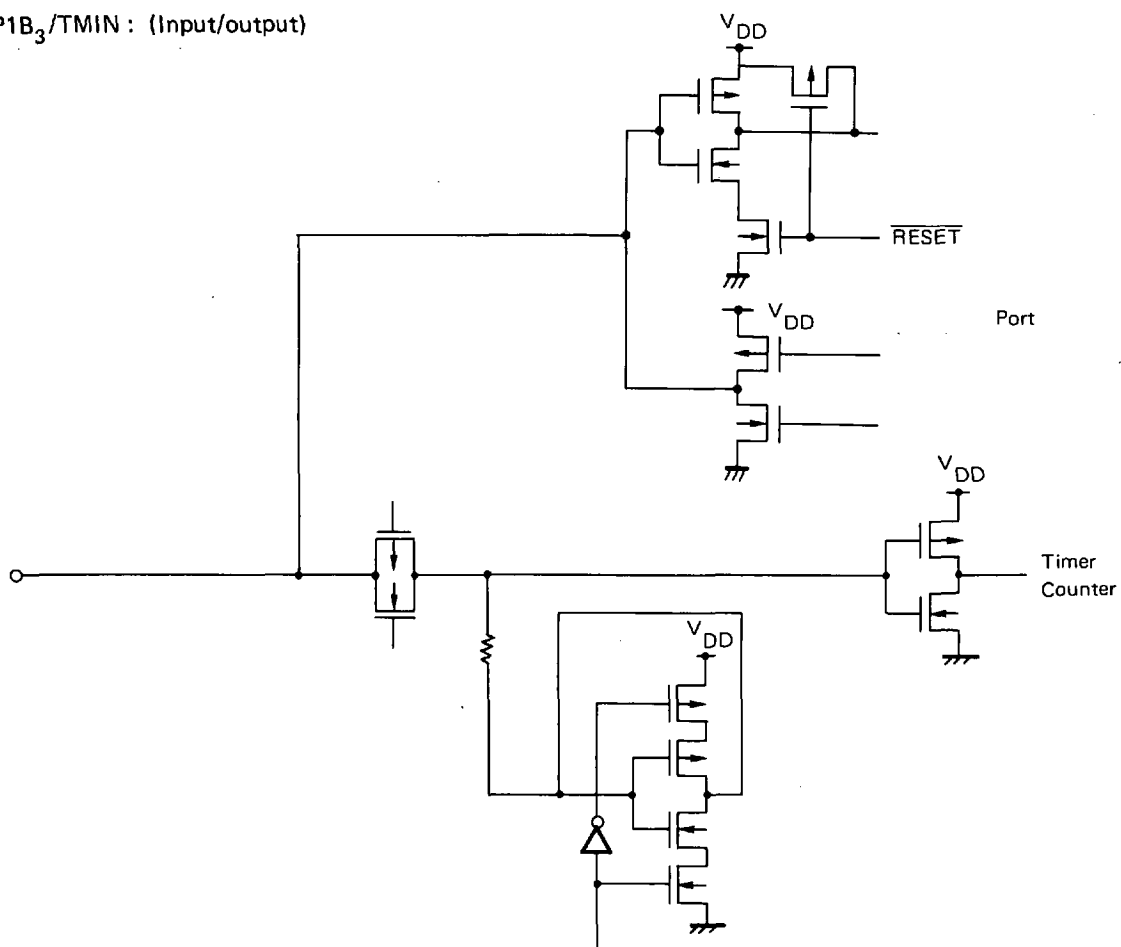 P1B3/TMIN : (Input/output)
VDD
RESET
VDD
Port
VDD
Timer
Counter
VDD